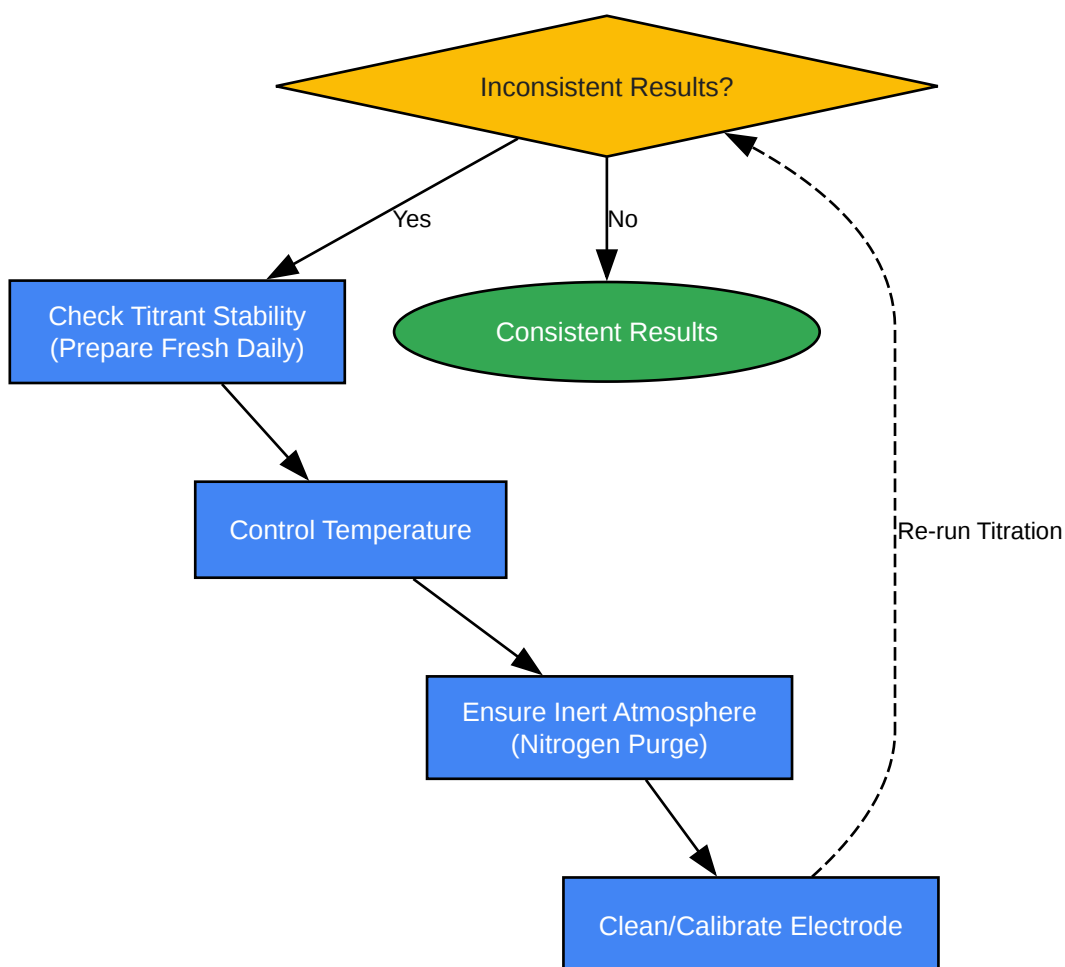 Inconsistent Results?
Yes
No
Check Titrant Stability
(Prepare Fresh Daily)
Consistent Results
Control Temperature
Re-run Titration
Ensure Inert Atmosphere
(Nitrogen Purge)
Clean/Calibrate Electrode